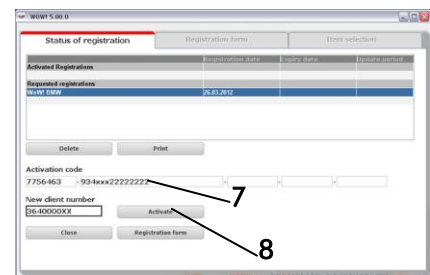 WOW! 5.00.0
Status of registration Registration form Item selection
Registration date Expiry date Update period
Activated Registrations
Requested registrations
WoW! BMW 26.03.2012
Delete Print
Activation code
7756463 -934xxx22222222 - - -
7
New client number
3640000XX Activate
8
Close Registration form